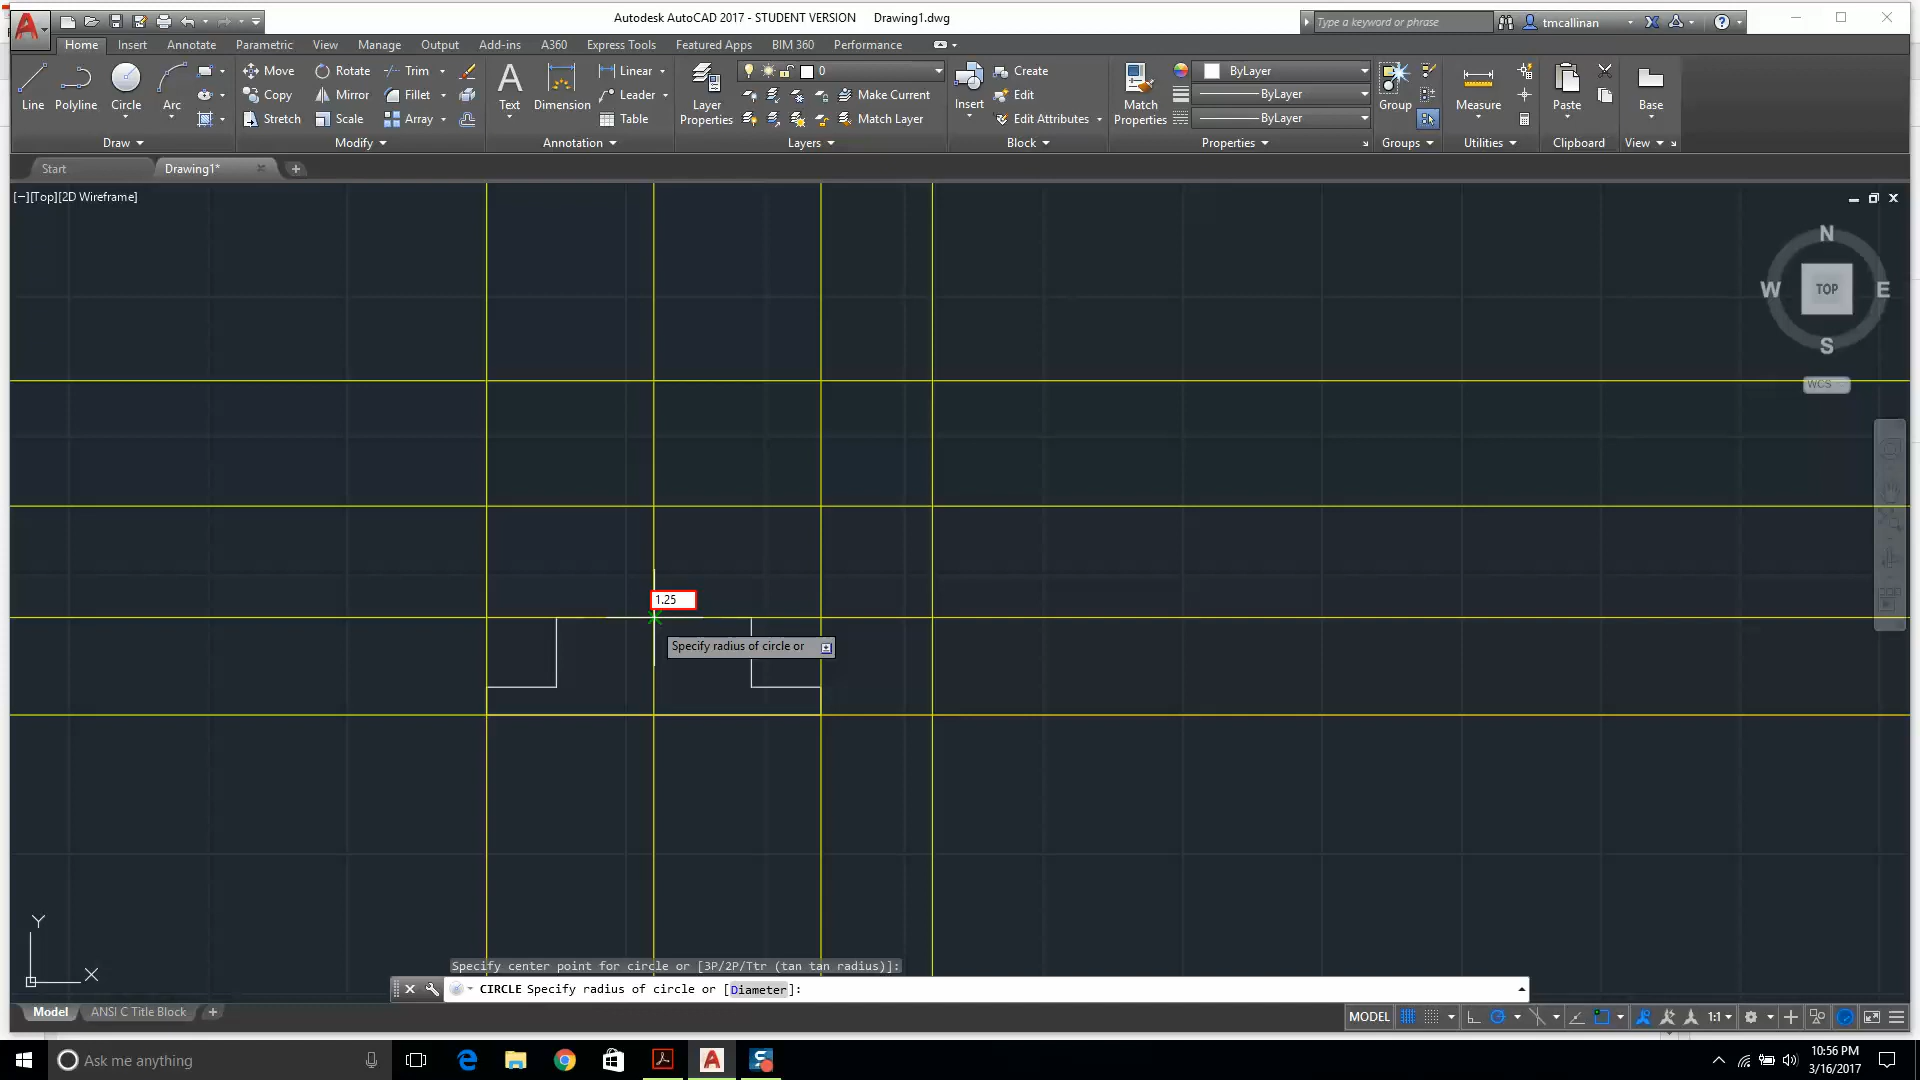 Autodesk AutoCAD 2017 - STUDENT VERSION Drawing1.dwg
Type a keyword or phrase
tmcallinan
Home Insert Annotate Parametric View Manage Output Add-ins A360 Express Tools Featured Apps BIM 360 Performance
Line
Polyline
Circle
Arc
Draw
Move Rotate Trim
Copy Mirror Fillet
Stretch Scale Array
Modify
Text
Dimension
Linear
Leader
Table
Annotation
Layer
Properties
0
Make Current
Match Layer
Layers
Insert
Create
Edit
Edit Attributes
Block
Match
Properties
ByLayer
ByLayer
ByLayer
Properties
Group
Groups
Measure
Utilities
Paste
Clipboard
Base
View
Start Drawing1*
[−][Top][2D Wireframe]
N
W TOP E
S
WCS
1.25
Specify radius of circle or
Y
X
Specify center point for circle or [3P/2P/Ttr (tan tan radius)]:
CIRCLE Specify radius of circle or [Diameter]:
Model ANSI C Title Block
MODEL
1:1
Ask me anything
10:56 PM
3/16/2017